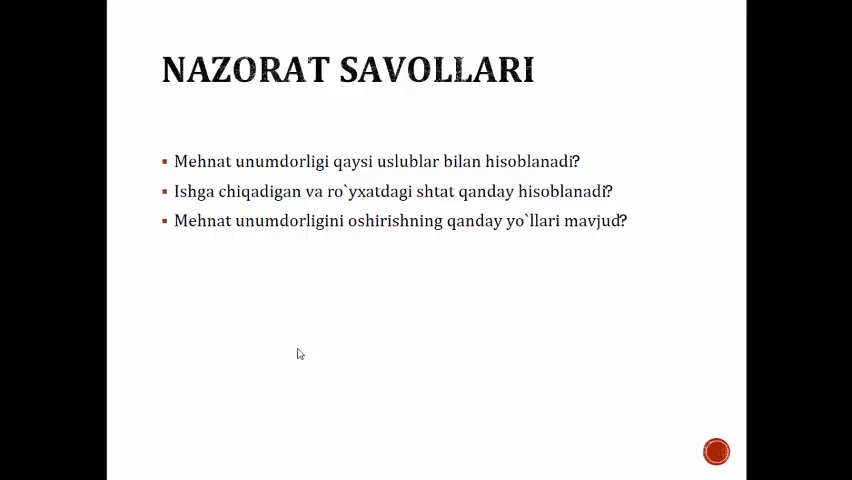 NAZORAT SAVOLLARI
Mehnat unumdorligi qaysi uslublar bilan hisoblanadi?
Ishga chiqadigan va ro`yxatdagi shtat qanday hisoblanadi?
Mehnat unumdorligini oshirishning qanday yo`llari mavjud?